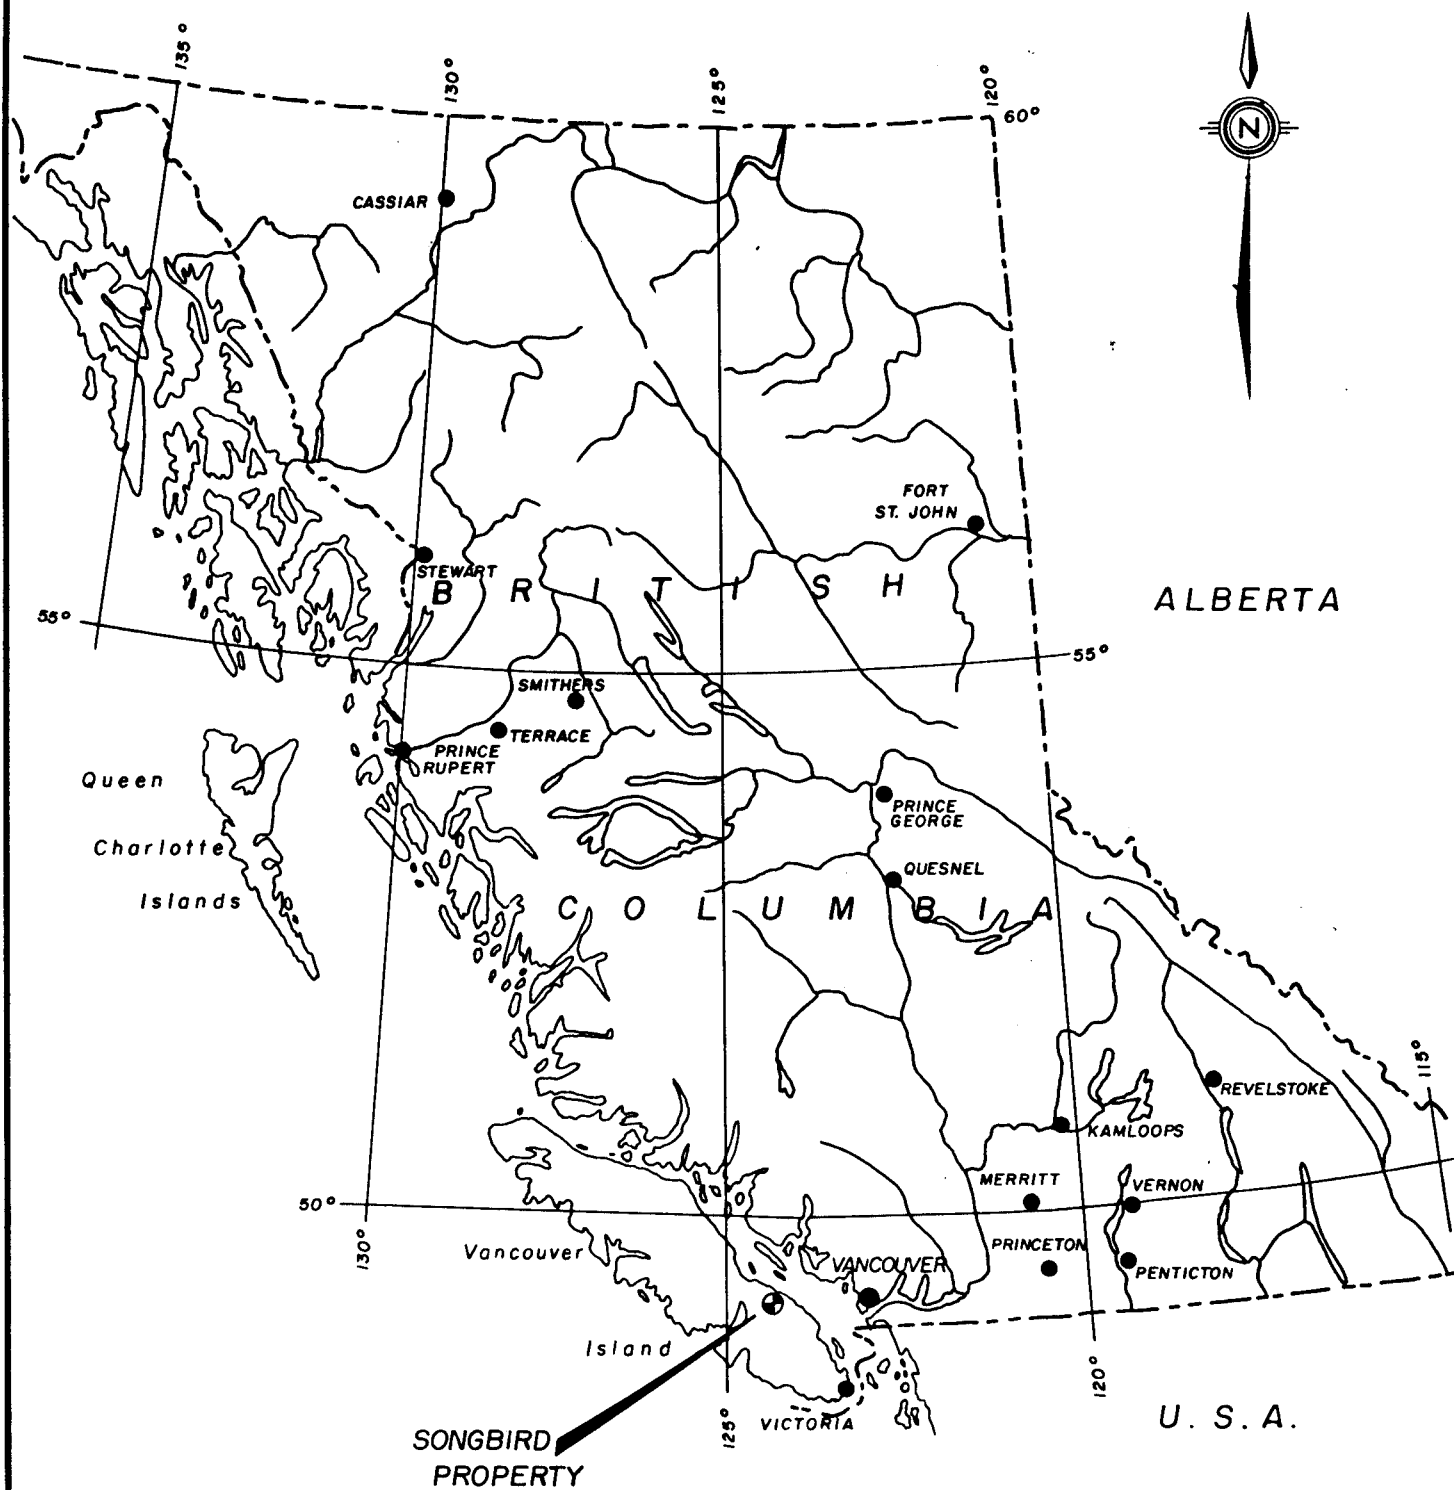 135°
130°
125°
120°
60°
N
CASSIAR
FORT
ST. JOHN
STEWART
BRITISH
ALBERTA
55°
55°
SMITHERS
TERRACE
PRINCE
RUPERT
Queen
Charlotte
Islands
PRINCE
GEORGE
QUESNEL
COLUMBIA
115°
REVELSTOKE
KAMLOOPS
MERRITT
VERNON
50°
130°
Vancouver
VANCOUVER
PRINCETON
PENTICTON
Island
120°
125°
VICTORIA
U.S.A.
SONGBIRD
PROPERTY